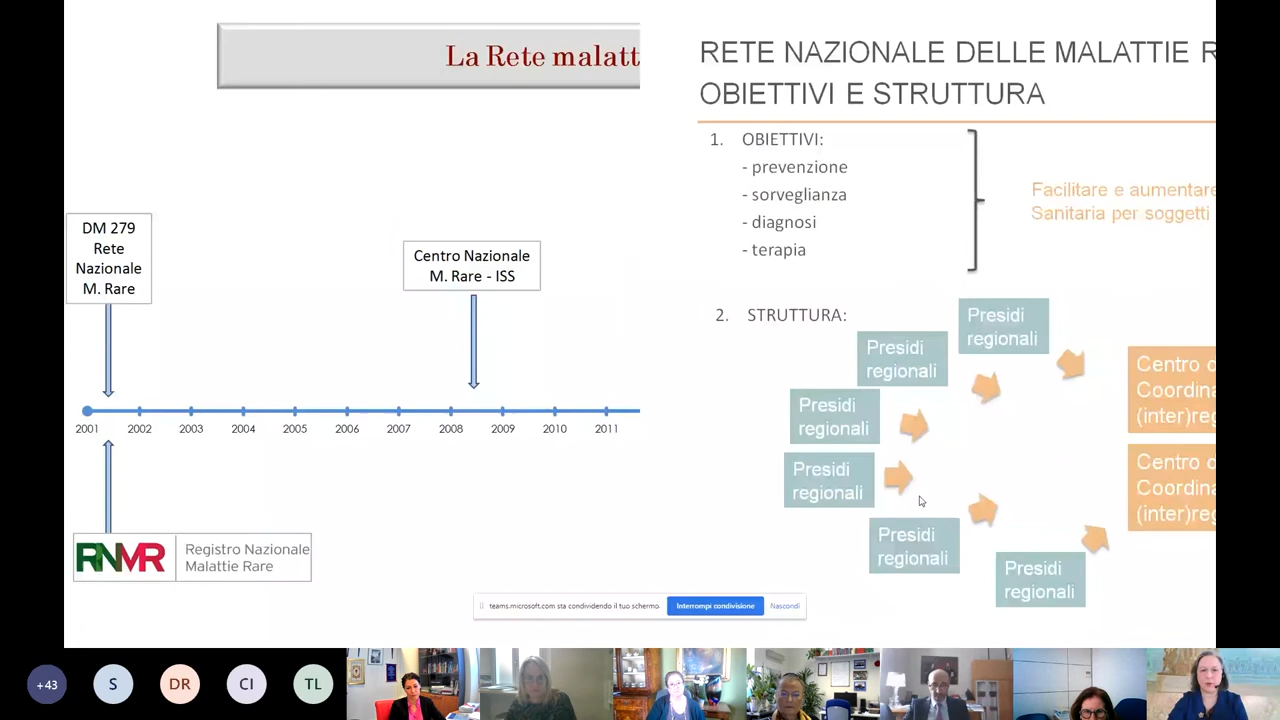 La Rete malatt
DM 279
Rete
Nazionale
M. Rare
Centro Nazionale
M. Rare - ISS
2001 2002 2003 2004 2005 2006 2007 2008 2009 2010 2011
RNMR
Registro Nazionale
Malattie Rare
RETE NAZIONALE DELLE MALATTIE R
OBIETTIVI E STRUTTURA
1. OBIETTIVI:
- prevenzione
- sorveglianza
- diagnosi
- terapia
Facilitare e aumentare
Sanitaria per soggetti
2. STRUTTURA:
Presidi
regionali
Presidi
regionali
Presidi
regionali
Presidi
regionali
Presidi
regionali
Presidi
regionali
Centro d
Coordina
(inter)reg
Centro d
Coordina
(inter)reg
teams.microsoft.com sta condividendo il tuo schermo.
Interrompi condivisione
Nascondi
+43
S
DR
CI
TL